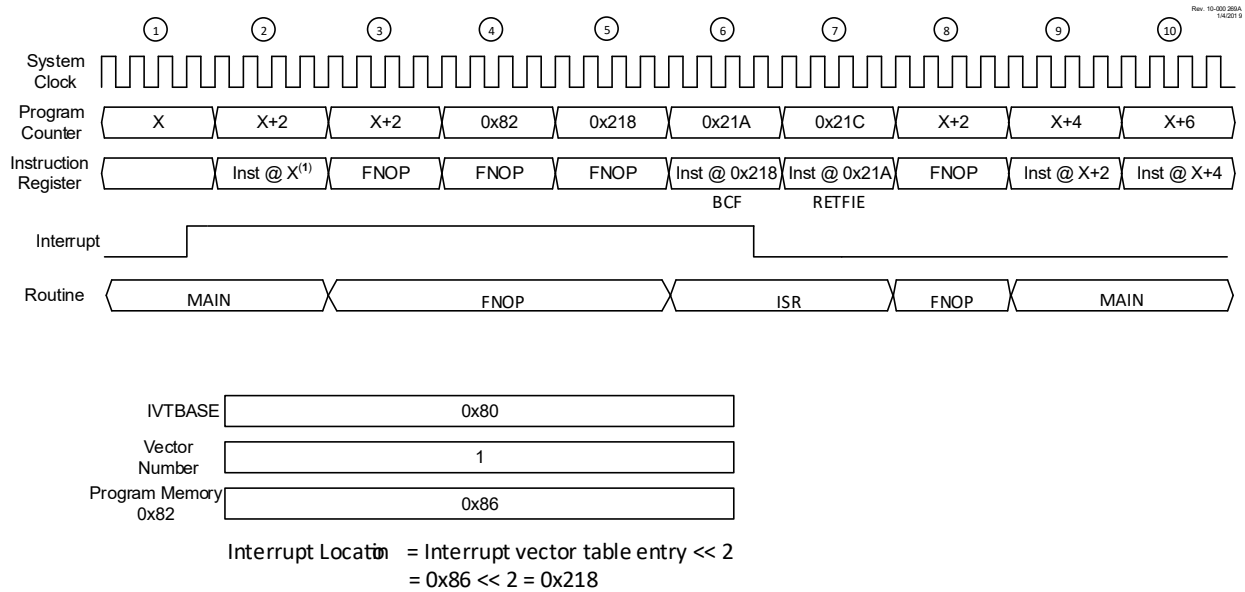 Rev. 10-000 269A
1/4/201 9
1 2 3 4 5 6 7 8 9 10
System
Clock
Program
Counter
X X+2 X+2 0x82 0x218 0x21A 0x21C X+2 X+4 X+6
Instruction
Register
Inst @ X(1) FNOP FNOP FNOP Inst @ 0x218 Inst @ 0x21A FNOP Inst @ X+2 Inst @ X+4
BCF RETFIE
Interrupt
Routine MAIN FNOP ISR FNOP MAIN
IVTBASE 0x80
Vector
Number
1
Program Memory
0x82
0x86
Interrupt Location = Interrupt vector table entry << 2
= 0x86 << 2 = 0x218